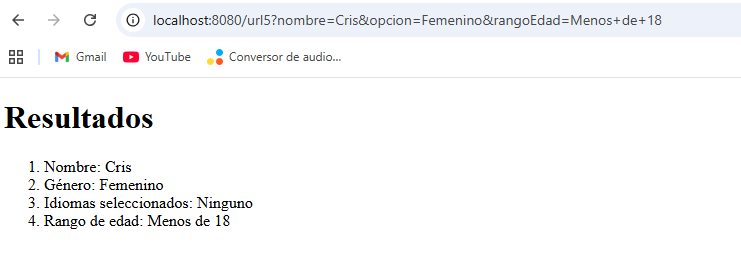 localhost:8080/url5?nombre=Cris&opcion=Femenino&rangoEdad=Menos+de+18
Gmail YouTube Conversor de audio...
Resultados
1. Nombre: Cris
2. Género: Femenino
3. Idiomas seleccionados: Ninguno
4. Rango de edad: Menos de 18